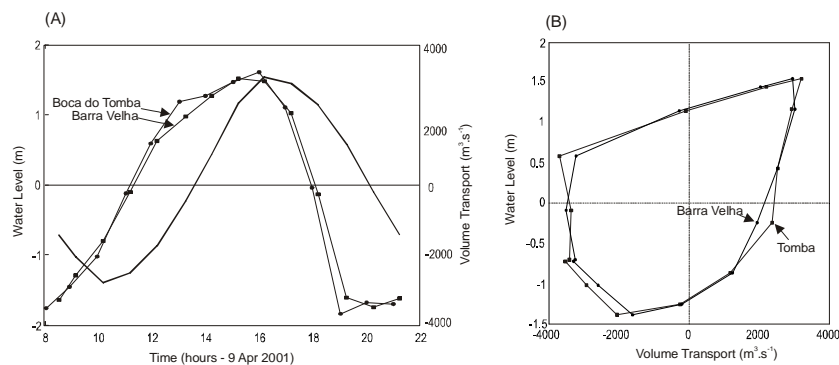 (A)
2
1
0
-1
-2
Water Level (m)
Boca do Tomba
Barra Velha
4000
2000
0
-2000
-4000
Volume Transport (m³.s⁻¹)
8 10 12 14 16 18 20 22
Time (hours - 9 Apr 2001)
(B)
2
1.5
1
0.5
0
-0.5
-1
-1.5
Water Level (m)
Barra Velha
Tomba
-4000 -2000 0 2000 4000
Volume Transport (m³.s⁻¹)